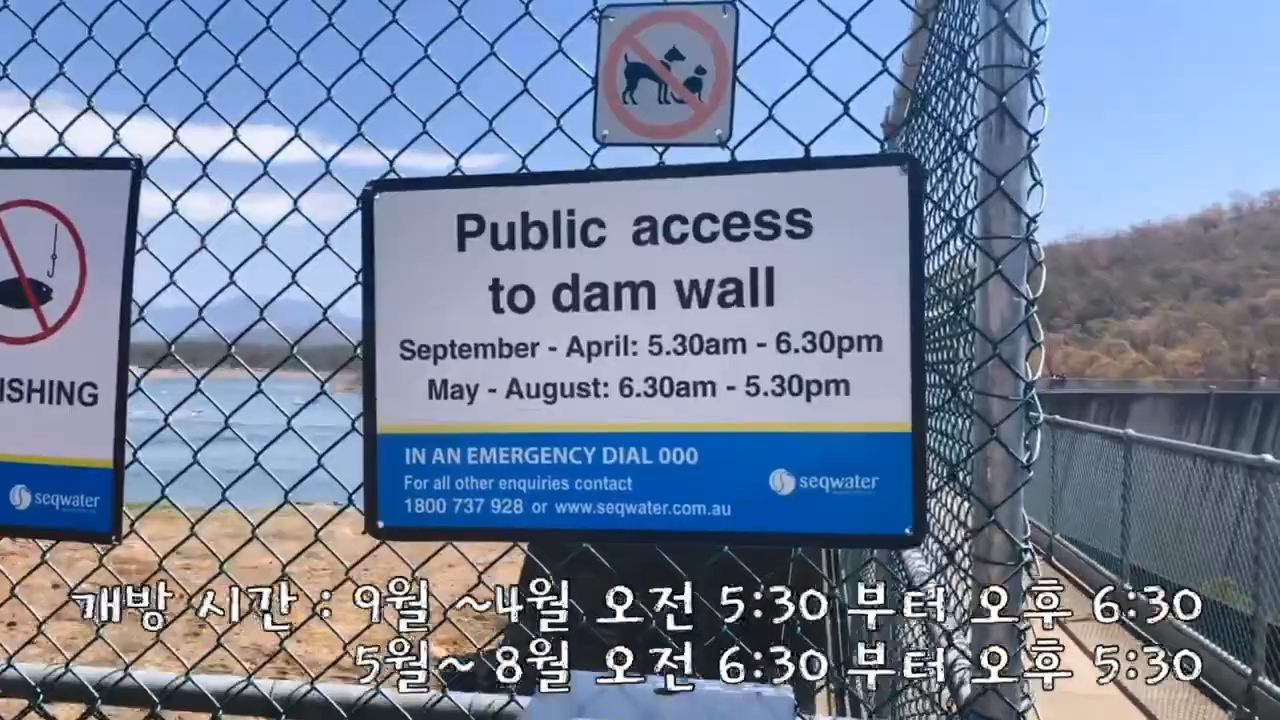 Public access
to dam wall
September - April: 5.30am - 6.30pm
May - August: 6.30am - 5.30pm
IN AN EMERGENCY DIAL 000
For all other enquiries contact
1800 737 928 or www.seqwater.com.au
seqwater
ISHING
seqwater
개방 시간 : 9월 ~4월 오전 5:30 부터 오후 6:30
5월~ 8월 오전 6:30 부터 오후 5:30